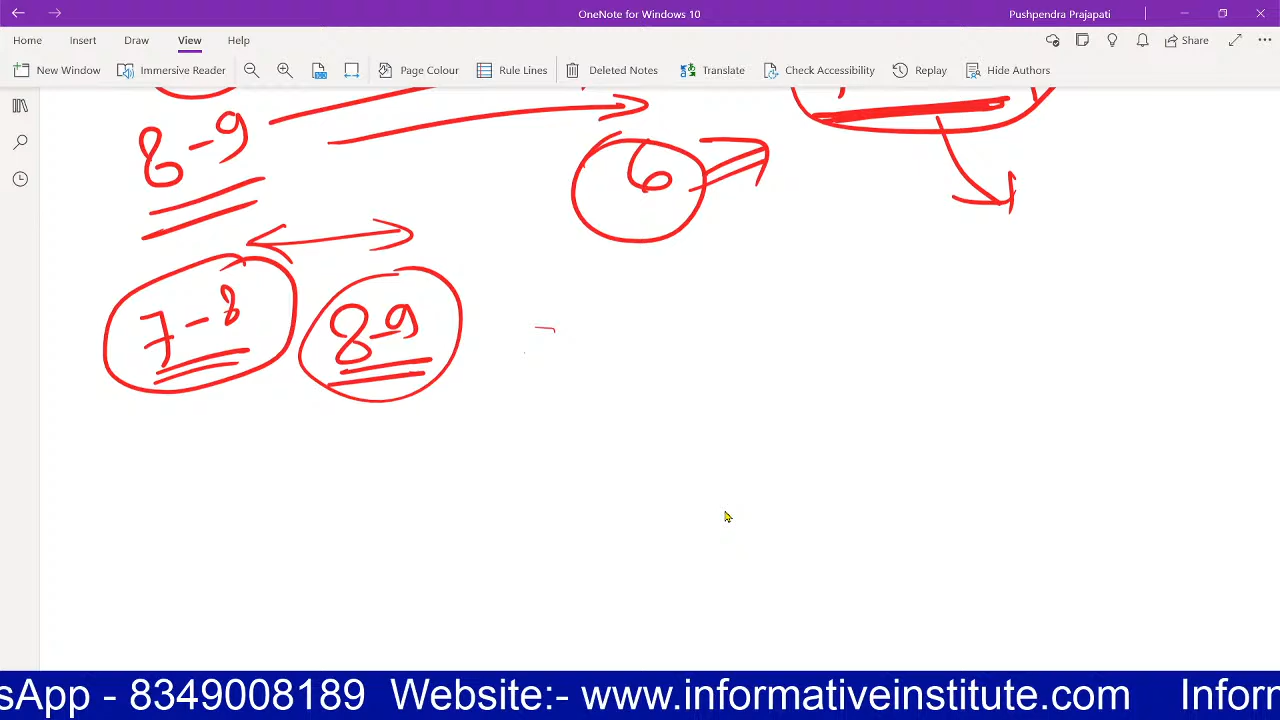 OneNote for Windows 10
Pushpendra Prajapati
Home Insert Draw View Help
Share
New Window Immersive Reader Page Colour Rule Lines Deleted Notes Translate Check Accessibility Replay Hide Authors
8-9
6
7-8 8-9
sApp - 8349008189 Website:- www.informativeinstitute.com Inform